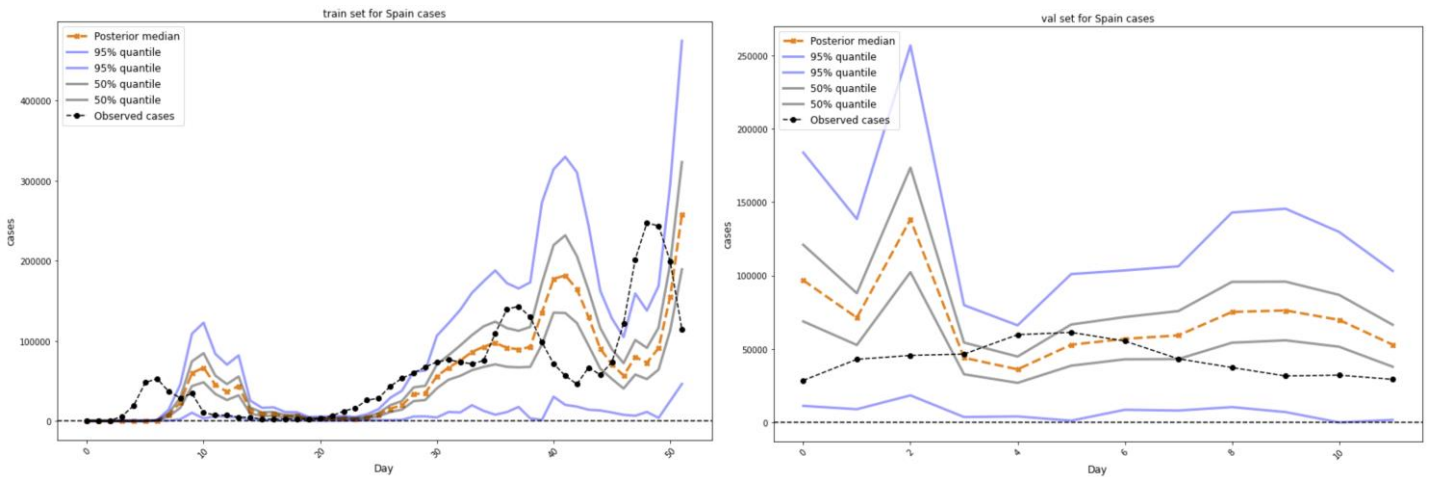 train set for Spain cases
Posterior median
95% quantile
95% quantile
50% quantile
50% quantile
Observed cases
400000
300000
200000
100000
0
cases
0
10
20
30
40
50
Day
val set for Spain cases
Posterior median
95% quantile
95% quantile
50% quantile
50% quantile
Observed cases
250000
200000
150000
100000
50000
0
cases
0
2
4
6
8
10
Day